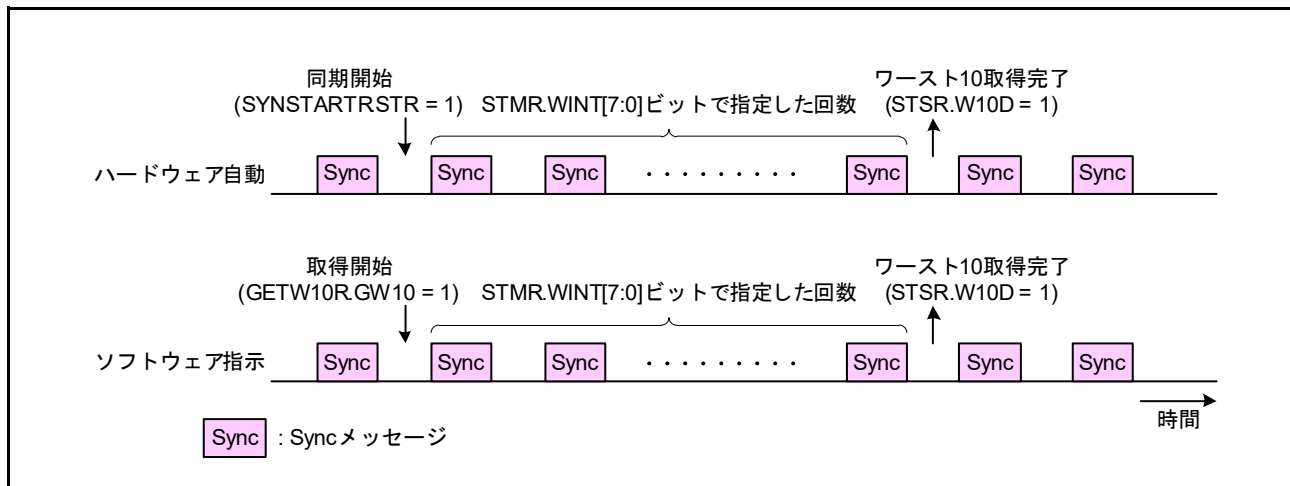 同期開始
(SYNSTARTR.STR = 1) STMR.WINT[7:0]ビットで指定した回数
ワースト10取得完了
(STSR.W10D = 1)
ハードウェア自動
Sync Sync Sync ・・・・・・・・・ Sync Sync Sync
取得開始
(GETW10R.GW10 = 1) STMR.WINT[7:0]ビットで指定した回数
ワースト10取得完了
(STSR.W10D = 1)
ソフトウェア指示
Sync Sync Sync ・・・・・・・・・ Sync Sync Sync
時間
Sync : Syncメッセージ